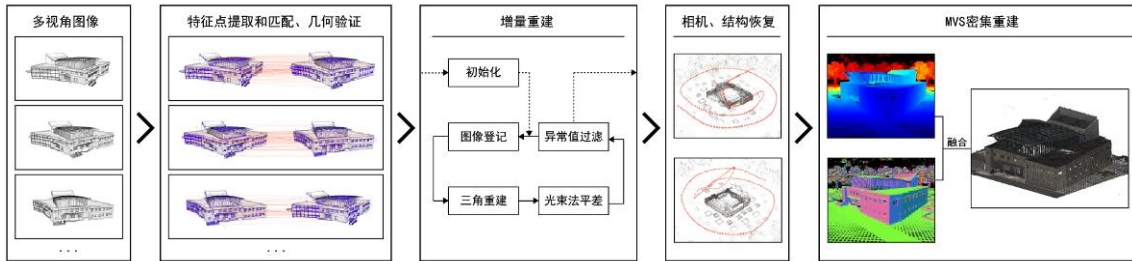 多视角图像
...
特征点提取和匹配、几何验证
...
增量重建
初始化
图像登记
异常值过滤
三角重建
光束法平差
相机、结构恢复
...
MVS密集重建
融合